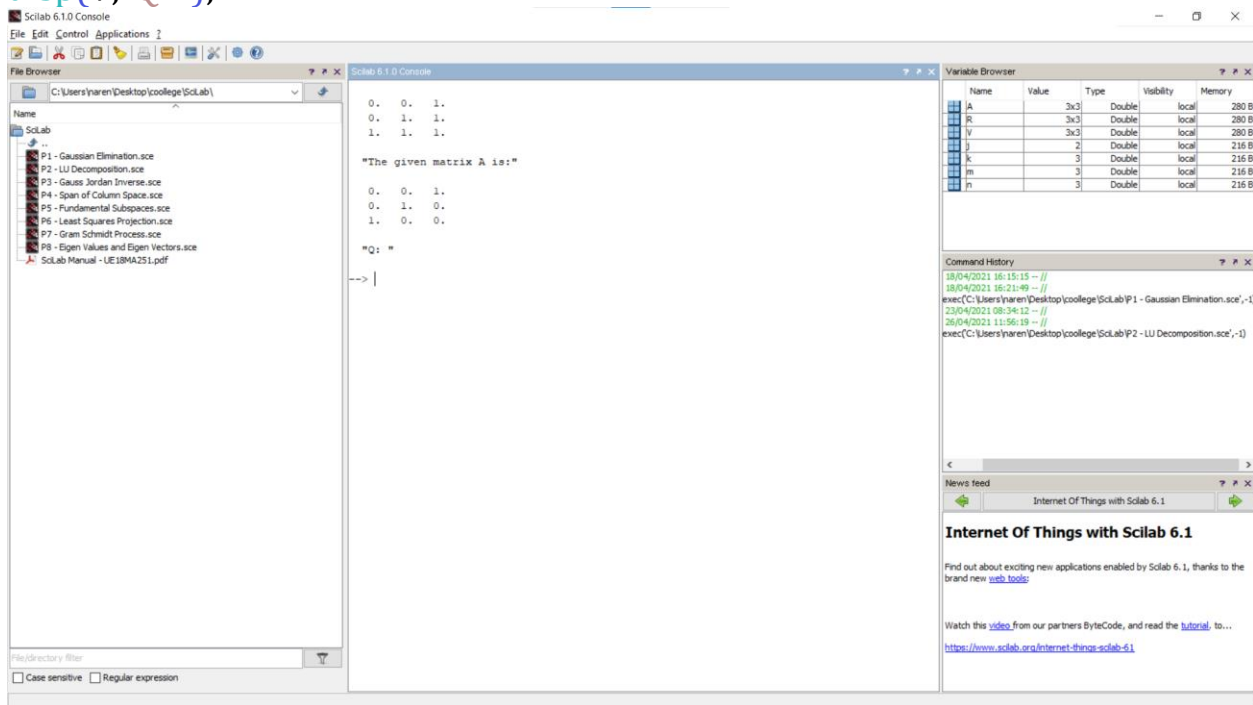 Scilab 6.1.0 Console
File Edit Control Applications ?
File Browser
C:\Users\naren\Desktop\coollege\SciLab\
Name
SciLab
..
P1 - Gaussian Elimination.sce
P2 - LU Decomposition.sce
P3 - Gauss Jordan Inverse.sce
P4 - Span of Column Space.sce
P5 - Fundamental Subspaces.sce
P6 - Least Squares Projection.sce
P7 - Gram Schmidt Process.sce
P8 - Eigen Values and Eigen Vectors.sce
SciLab Manual - UE18MA251.pdf
File/directory filter
Case sensitive Regular expression
Scilab 6.1.0 Console
0. 0. 1.
0. 1. 1.
1. 1. 1.
"The given matrix A is:"
0. 0. 1.
0. 1. 0.
1. 0. 0.
"Q: "
-->
Variable Browser
Name Value Type Visibility Memory
A 3x3 Double local 280 B
R 3x3 Double local 280 B
V 3x3 Double local 280 B
j 2 Double local 216 B
k 3 Double local 216 B
m 3 Double local 216 B
n 3 Double local 216 B
Command History
18/04/2021 16:15:15 -- //
18/04/2021 16:21:49 -- //
exec('C:\Users\naren\Desktop\coollege\SciLab\P1 - Gaussian Elimination.sce',-1)
23/04/2021 08:34:12 -- //
26/04/2021 11:56:19 -- //
exec('C:\Users\naren\Desktop\coollege\SciLab\P2 - LU Decomposition.sce',-1)
News feed
Internet Of Things with Scilab 6.1
Internet Of Things with Scilab 6.1
Find out about exciting new applications enabled by Scilab 6.1, thanks to the
brand new web tools:
Watch this video from our partners ByteCode, and read the tutorial, to...
https://www.scilab.org/internet-things-scilab-61